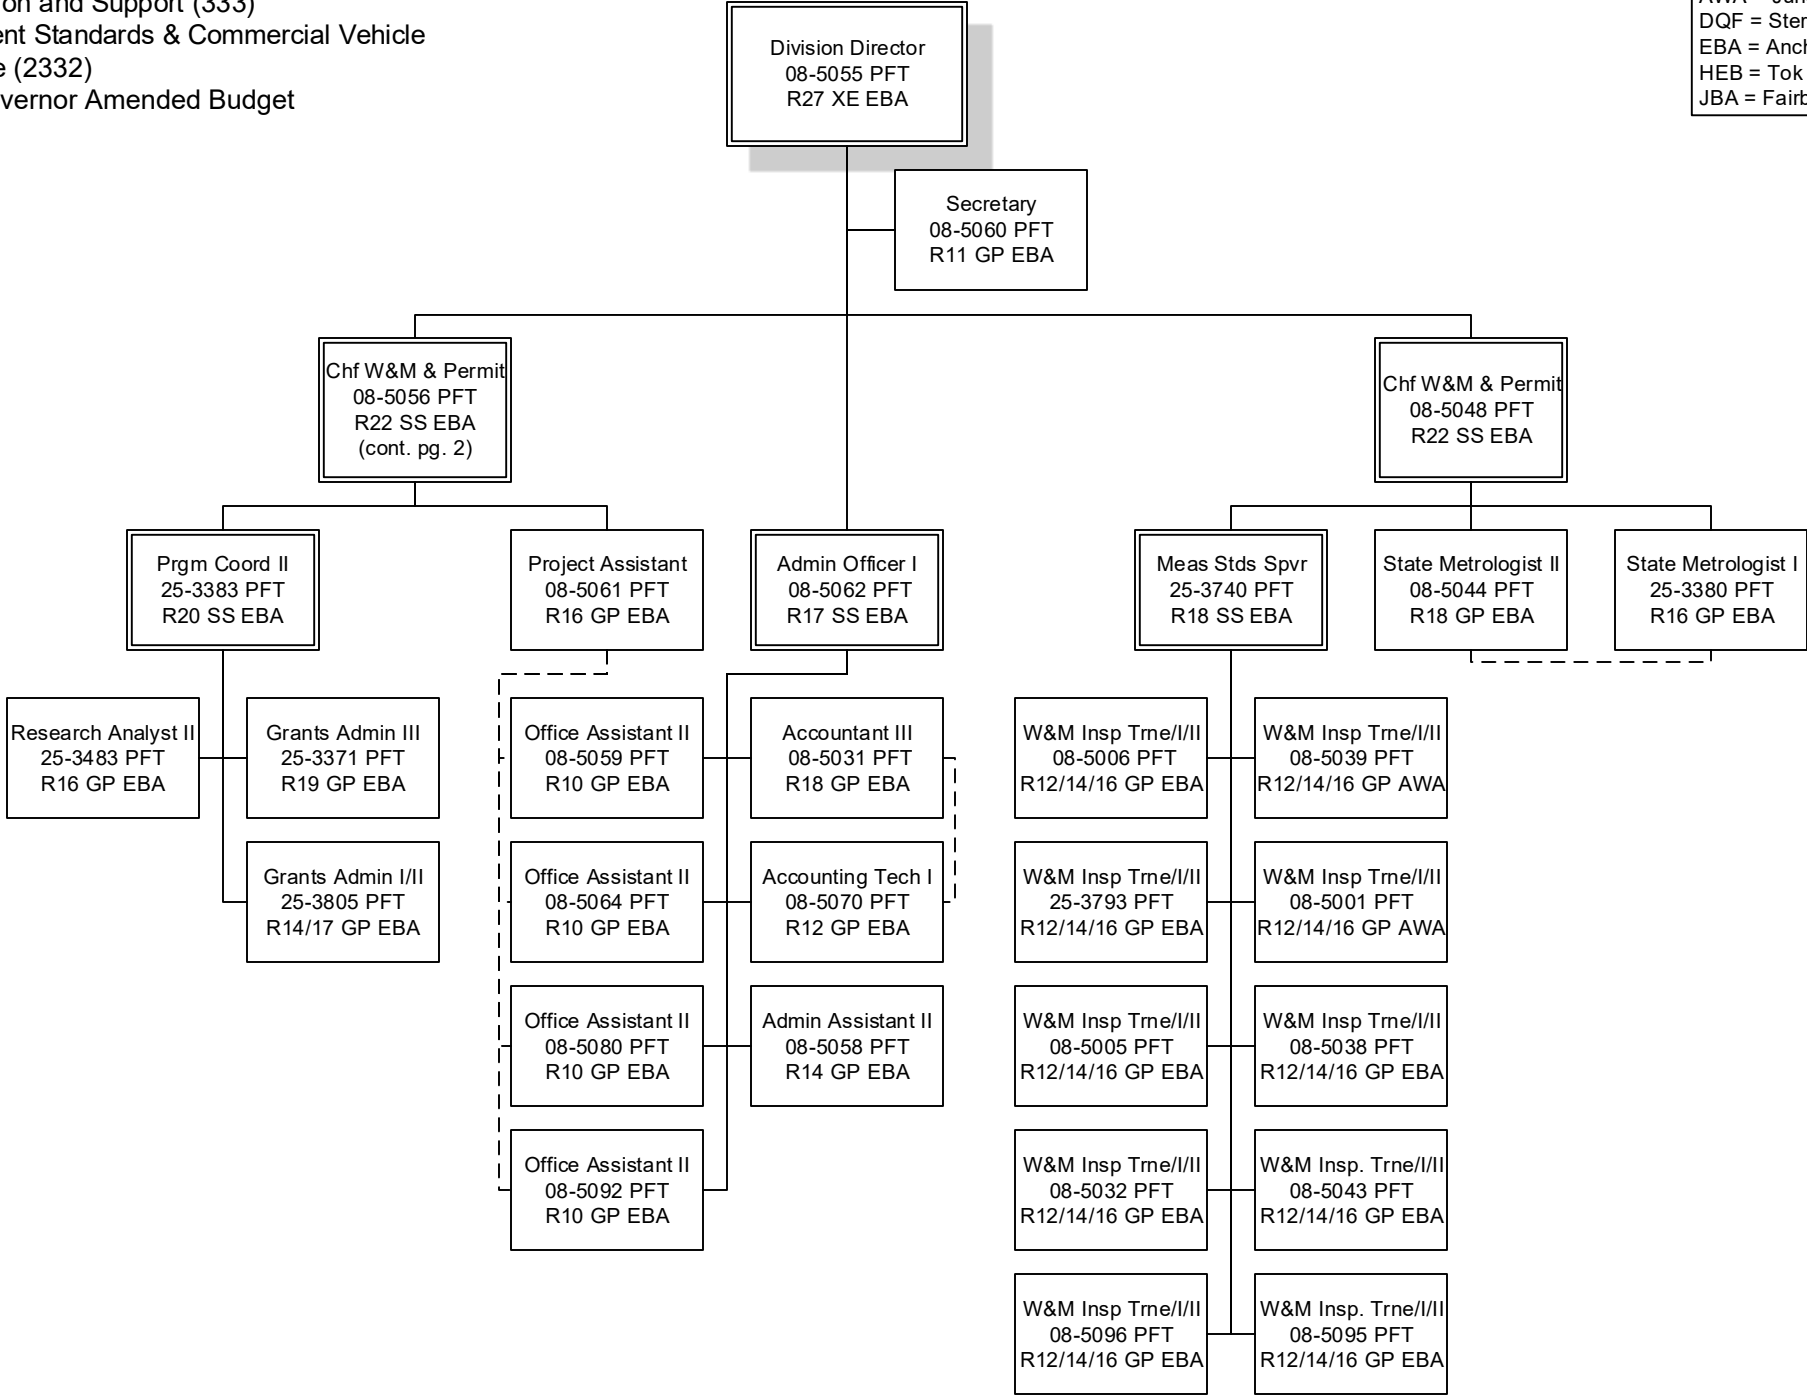 and Support (333)
Standards & Commercial Vehicle
(2332)
Amended Budget
AWA =
DQF =
EBA =
HEB = Tok
JBA =
Division Director
08-5055 PFT
R27 XE EBA
Secretary
08-5060 PFT
R11 GP EBA
Chf W&M & Permit
08-5056 PFT
R22 SS EBA
(cont. pg. 2)
Chf W&M & Permit
08-5048 PFT
R22 SS EBA
Prgm Coord II
25-3383 PFT
R20 SS EBA
Project Assistant
08-5061 PFT
R16 GP EBA
Admin Officer I
08-5062 PFT
R17 SS EBA
Meas Stds Spvr
25-3740 PFT
R18 SS EBA
State Metrologist II
08-5044 PFT
R18 GP EBA
State Metrologist I
25-3380 PFT
R16 GP EBA
Research Analyst II
25-3483 PFT
R16 GP EBA
Grants Admin III
25-3371 PFT
R19 GP EBA
Office Assistant II
08-5059 PFT
R10 GP EBA
Accountant III
08-5031 PFT
R18 GP EBA
W&M Insp Trne/I/II
08-5006 PFT
R12/14/16 GP EBA
W&M Insp Trne/I/II
08-5039 PFT
R12/14/16 GP AWA
Grants Admin I/II
25-3805 PFT
R14/17 GP EBA
Office Assistant II
08-5064 PFT
R10 GP EBA
Accounting Tech I
08-5070 PFT
R12 GP EBA
W&M Insp Trne/I/II
25-3793 PFT
R12/14/16 GP EBA
W&M Insp Trne/I/II
08-5001 PFT
R12/14/16 GP AWA
Office Assistant II
08-5080 PFT
R10 GP EBA
Admin Assistant II
08-5058 PFT
R14 GP EBA
W&M Insp Trne/I/II
08-5005 PFT
R12/14/16 GP EBA
W&M Insp Trne/I/II
08-5038 PFT
R12/14/16 GP EBA
Office Assistant II
08-5092 PFT
R10 GP EBA
W&M Insp Trne/I/II
08-5032 PFT
R12/14/16 GP EBA
W&M Insp. Trne/I/II
08-5043 PFT
R12/14/16 GP EBA
W&M Insp Trne/I/II
08-5096 PFT
R12/14/16 GP EBA
W&M Insp. Trne/I/II
08-5095 PFT
R12/14/16 GP EBA